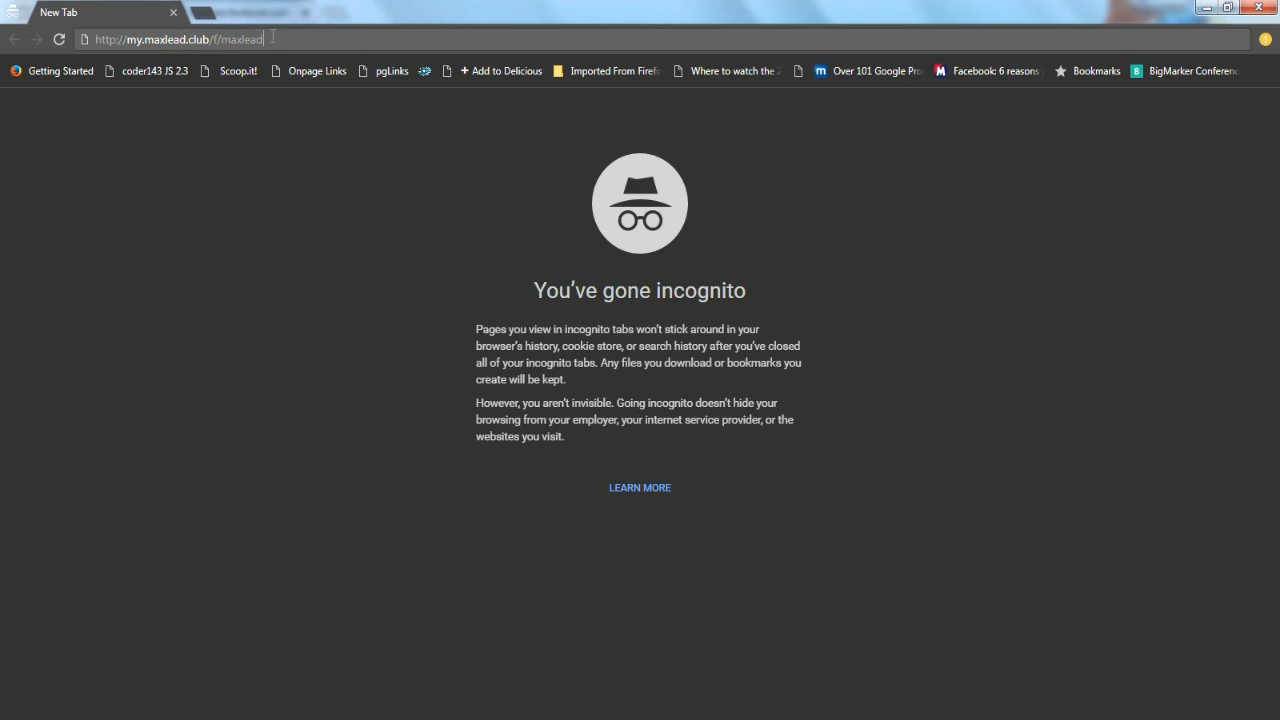 New Tab
http://my.maxlead.club/f/maxlead
Getting Started coder143 JS 2.3 Scoop.it! Onpage Links pgLinks + Add to Delicious Imported From Firefo Where to watch the 2 m Over 101 Google Pro M Facebook: 6 reasons Bookmarks B BigMarker Conferenc
You've gone incognito
Pages you view in incognito tabs won't stick around in your
browser's history, cookie store, or search history after you've closed
all of your incognito tabs. Any files you download or bookmarks you
create will be kept.
However, you aren't invisible. Going incognito doesn't hide your
browsing from your employer, your internet service provider, or the
websites you visit.
LEARN MORE